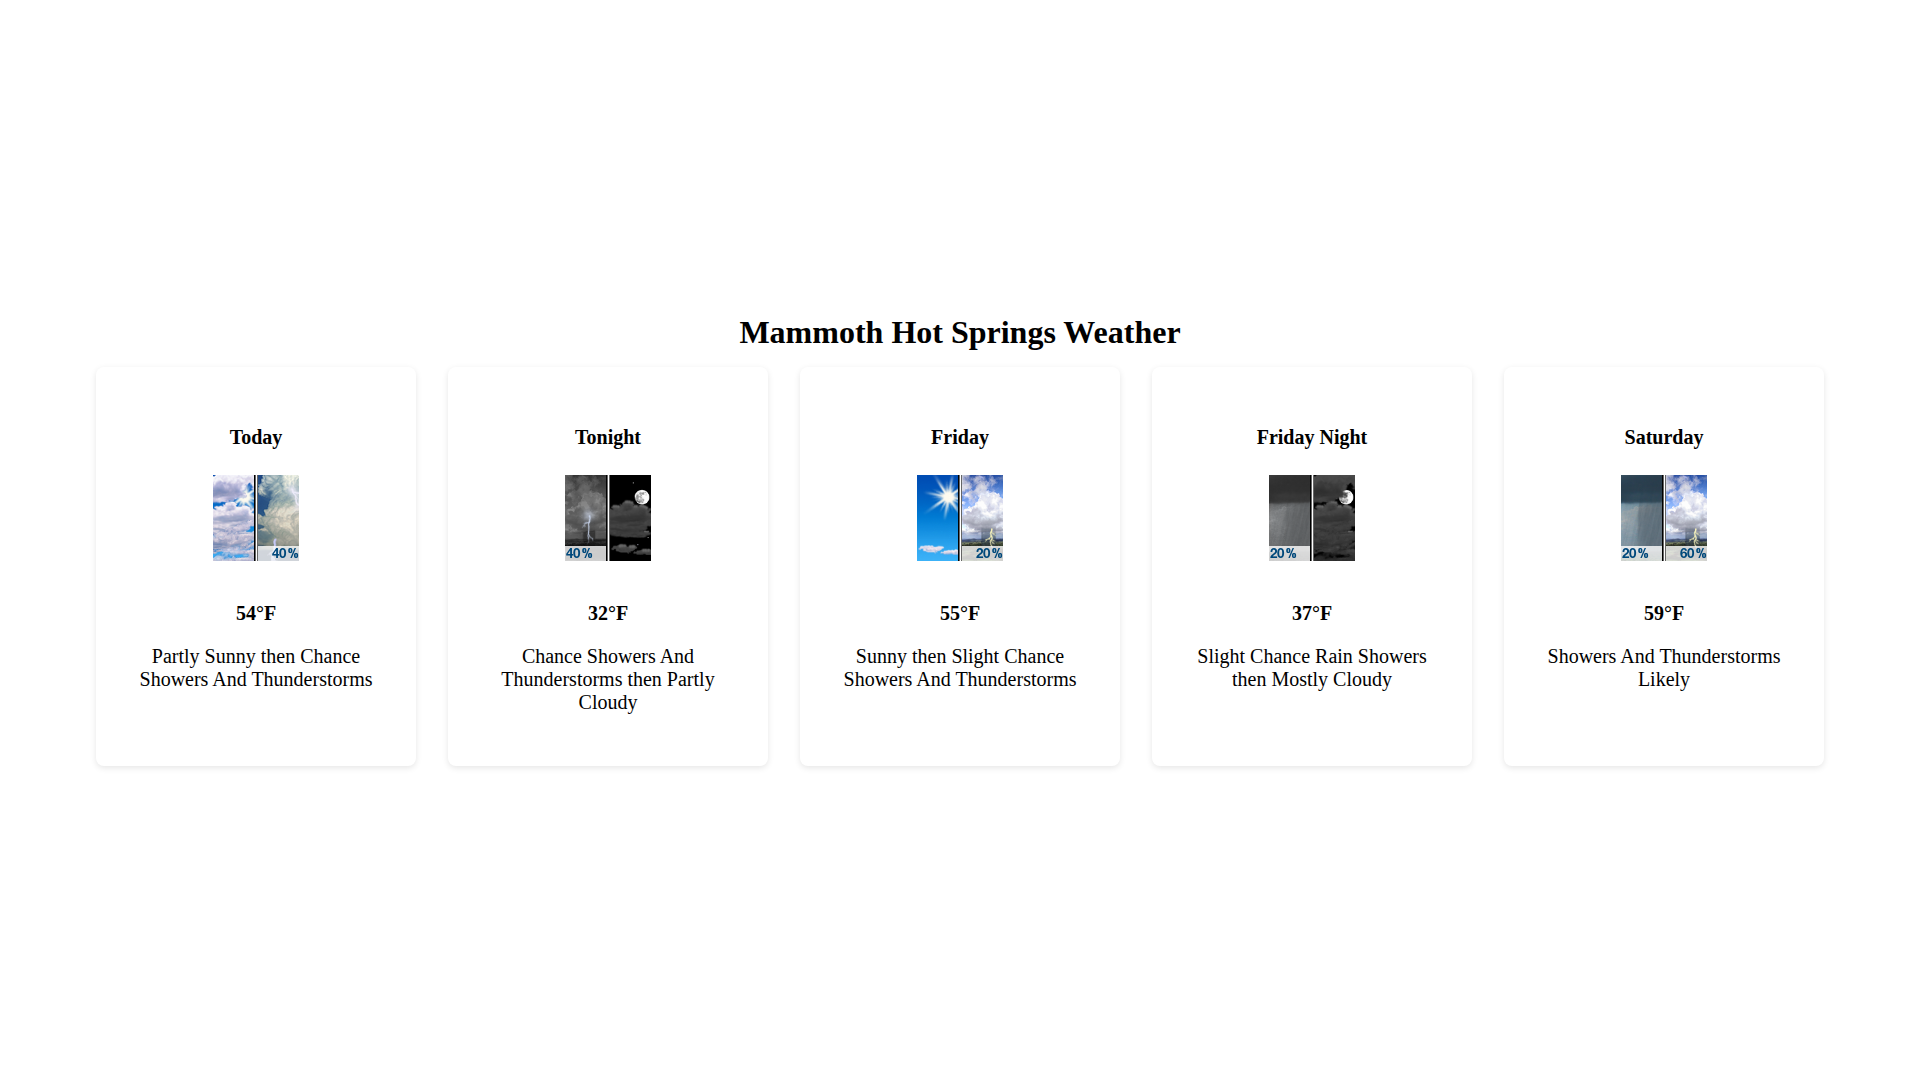 Mammoth Hot Springs Weather
Today
40%
54°F
Partly Sunny then Chance
Showers And Thunderstorms
Tonight
40%
32°F
Chance Showers And
Thunderstorms then Partly
Cloudy
Friday
20%
55°F
Sunny then Slight Chance
Showers And Thunderstorms
Friday Night
20%
37°F
Slight Chance Rain Showers
then Mostly Cloudy
Saturday
20% 60%
59°F
Showers And Thunderstorms
Likely